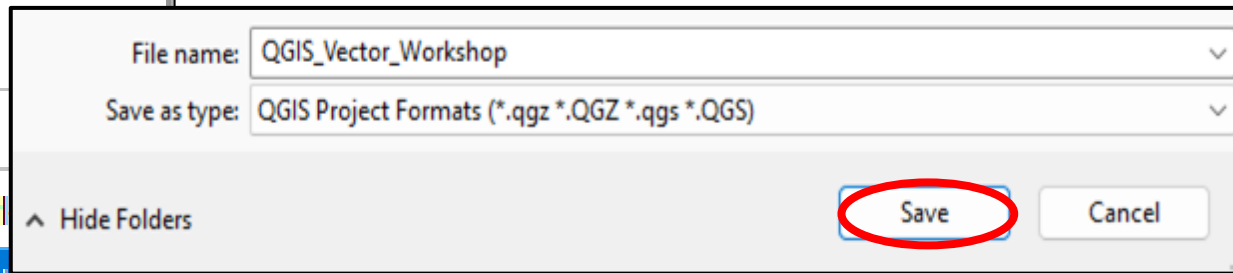 File name: QGIS_Vector_Workshop
Save as type: QGIS Project Formats (*.qgz *.QGZ *.qgs *.QGS)
Hide Folders Save Cancel